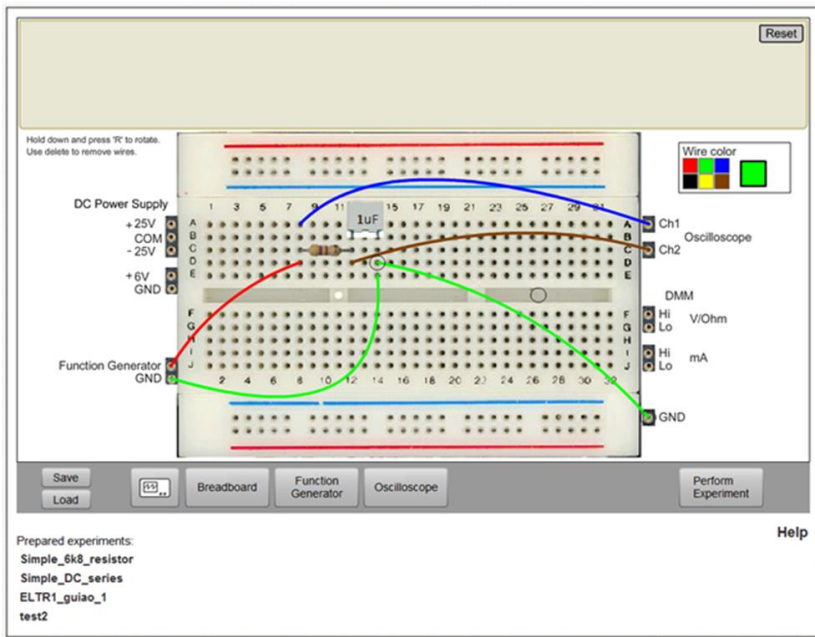 Reset
Hold down and press 'R' to rotate.
Use delete to remove wires.
Wire color
DC Power Supply
1 3 5 7 9 11 15 17 19 21 23 25 27 29 31
+25V
COM
-25V
+6V
GND
A
B
C
D
E
1uF
A
B
C
D
E
Ch1
Ch2
Oscilloscope
DMM
F
G
H
I
J
F
G
H
I
J
Hi
Lo
V/Ohm
Hi
Lo
mA
Function Generator
GND
2 4 6 8 10 12 14 16 18 20 22 24 26 28 30 32
GND
Save
Load
Breadboard
Function
Generator
Oscilloscope
Perform
Experiment
Help
Prepared experiments:
Simple_6k8_resistor
Simple_DC_series
ELTR1_guiao_1
test2